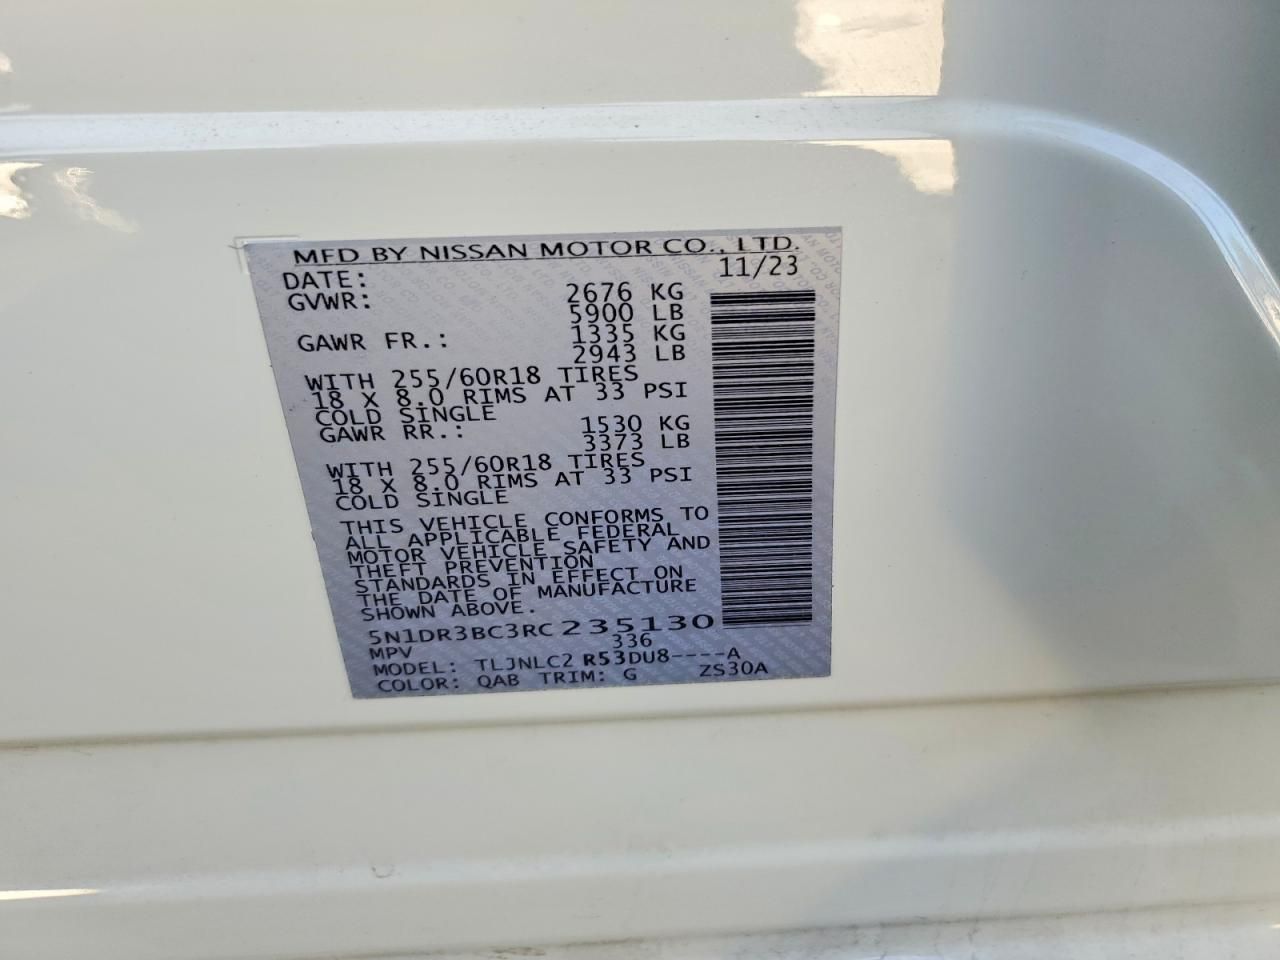 MFD BY NISSAN MOTOR CO., LTD.
DATE: 11/23
GVWR: 2676 KG
5900 LB
GAWR FR.: 1335 KG
2943 LB
WITH 255/60R18 TIRES
18 X 8.0 RIMS AT 33 PSI
COLD SINGLE
GAWR RR.: 1530 KG
3373 LB
WITH 255/60R18 TIRES
18 X 8.0 RIMS AT 33 PSI
COLD SINGLE
THIS VEHICLE CONFORMS TO
ALL APPLICABLE FEDERAL
MOTOR VEHICLE SAFETY AND
THEFT PREVENTION
STANDARDS IN EFFECT ON
THE DATE OF MANUFACTURE
SHOWN ABOVE.
5N1DR3BC3RC235130
MPV 336
MODEL: TLJNLC2 R53DU8----A
COLOR: QAB TRIM: G ZS30A